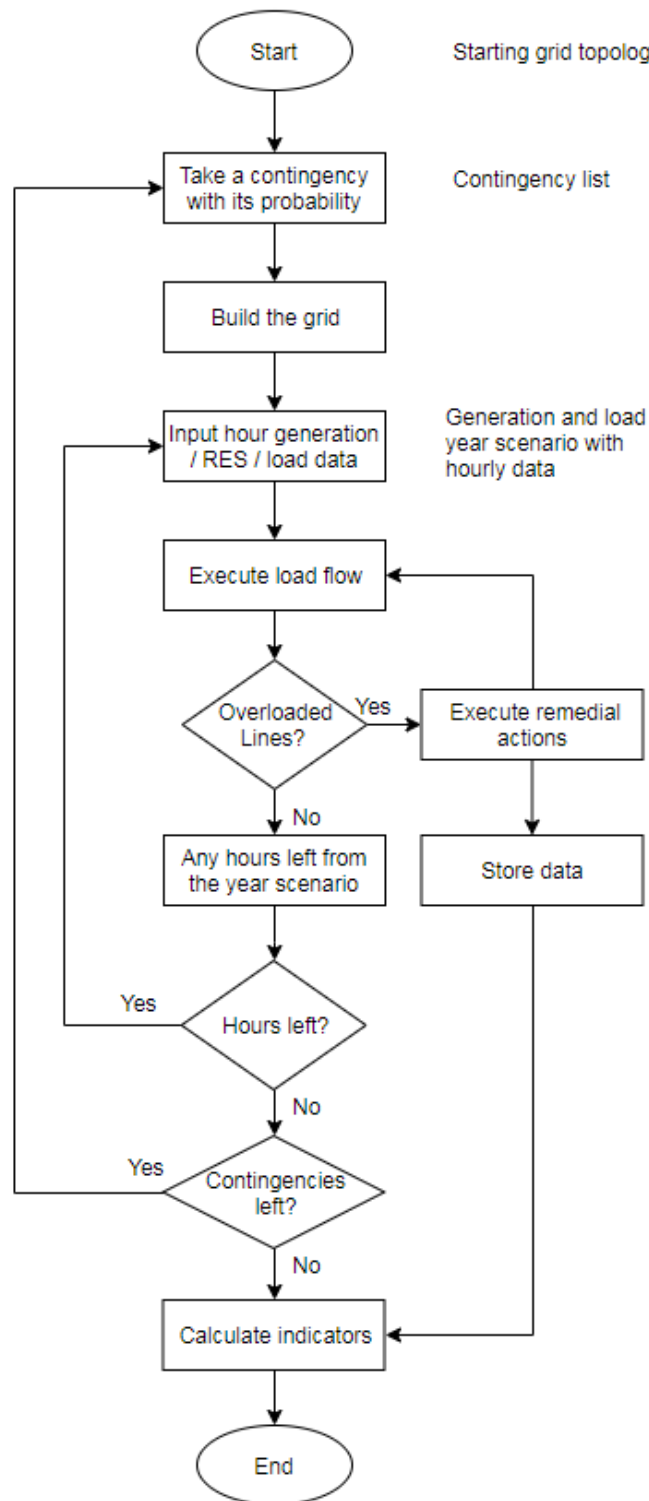 Start
Starting grid topolog
Take a contingency
with its probability
Contingency list
Build the grid
Input hour generation
/ RES / load data
Generation and load
year scenario with
hourly data
Execute load flow
Overloaded
Lines?
Yes
Execute remedial
actions
No
Any hours left from
the year scenario
Store data
Yes
Hours left?
No
Yes
Contingencies
left?
No
Calculate indicators
End